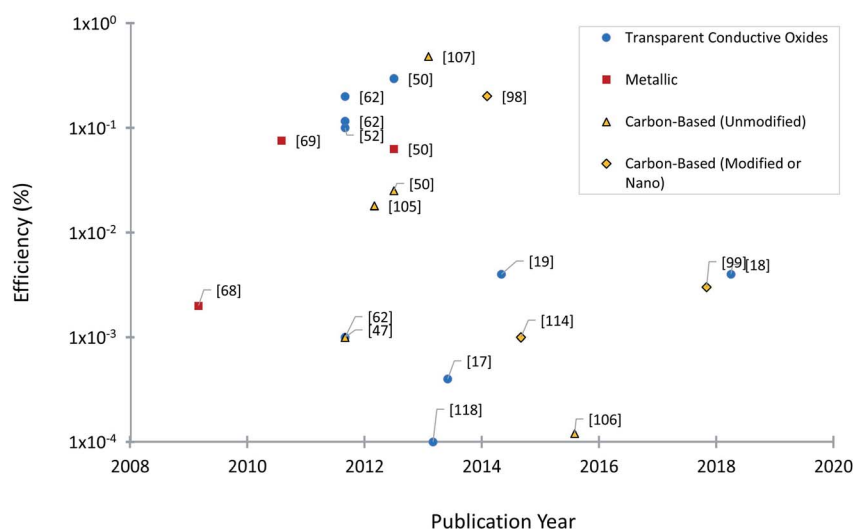 1x10⁰
1x10⁻¹
1x10⁻²
1x10⁻³
1x10⁻⁴
Efficiency (%)
2008 2010 2012 2014 2016 2018 2020
Publication Year
[107]
[50]
[62]
[98]
[62]
[52]
[69]
[50]
[50]
[105]
[19]
[99]
[18]
[68]
[62]
[47]
[114]
[17]
[118]
[106]
Transparent Conductive Oxides
Metallic
Carbon-Based (Unmodified)
Carbon-Based (Modified or
Nano)